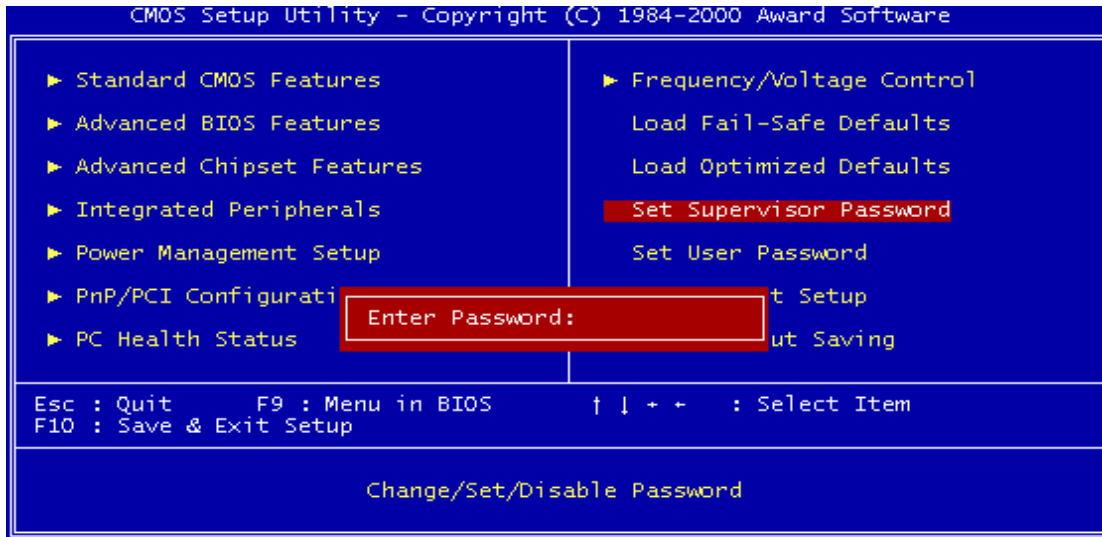 CMOS Setup Utility – Copyright (C) 1984–2000 Award Software
► Standard CMOS Features
► Advanced BIOS Features
► Advanced Chipset Features
► Integrated Peripherals
► Power Management Setup
► PnP/PCI Configurati
► PC Health Status
► Frequency/Voltage Control
Load Fail–Safe Defaults
Load Optimized Defaults
Set Supervisor Password
Set User Password
t Setup
ut Saving
Enter Password:
Esc : Quit F9 : Menu in BIOS ↑ ↓ + ← : Select Item
F10 : Save & Exit Setup
Change/Set/Disable Password